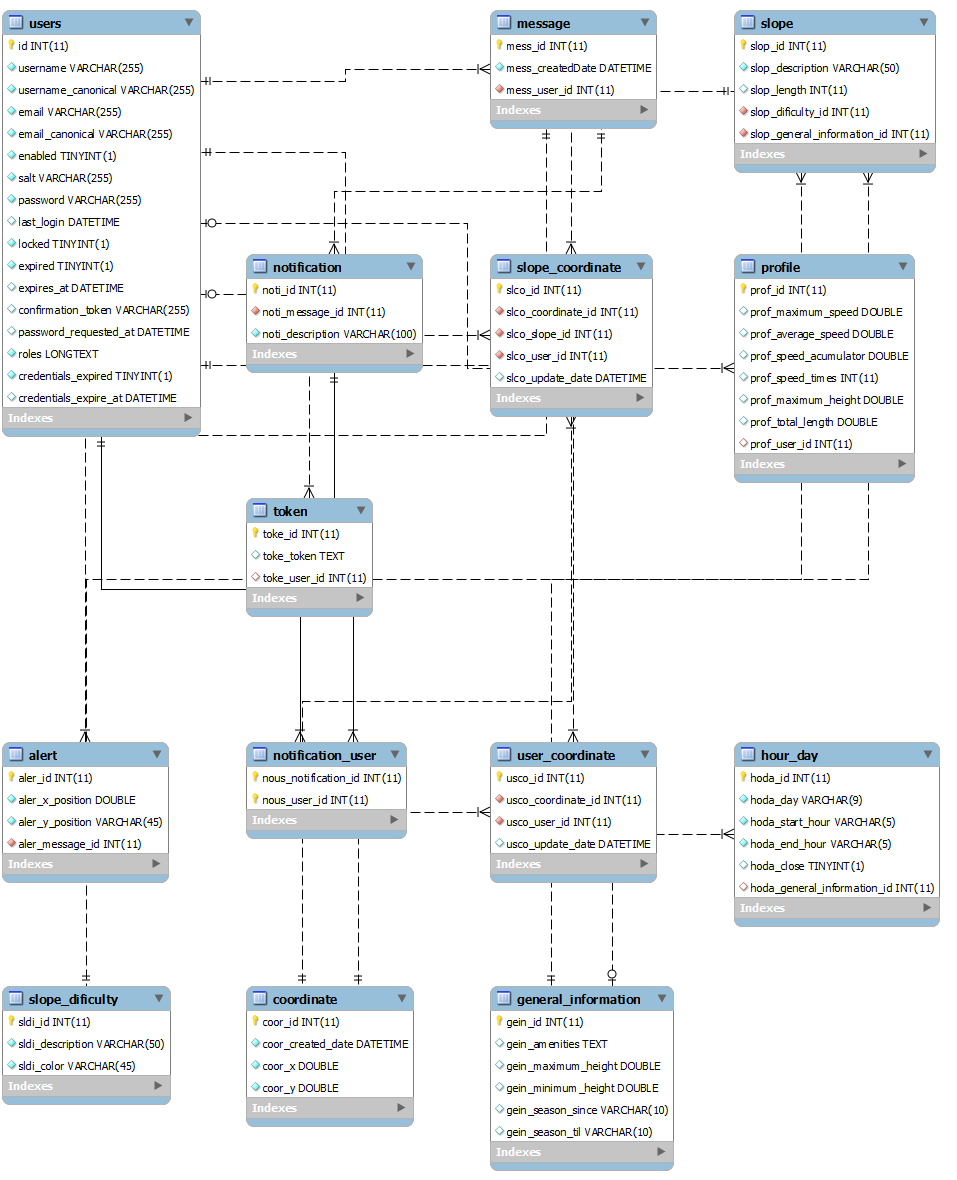 users
id INT(11)
username VARCHAR(255)
username_canonical VARCHAR(255)
email VARCHAR(255)
email_canonical VARCHAR(255)
enabled TINYINT(1)
salt VARCHAR(255)
password VARCHAR(255)
last_login DATETIME
locked TINYINT(1)
expired TINYINT(1)
expires_at DATETIME
confirmation_token VARCHAR(255)
password_requested_at DATETIME
roles LONGTEXT
credentials_expired TINYINT(1)
credentials_expire_at DATETIME
Indexes
message
mess_id INT(11)
mess_createdDate DATETIME
mess_user_id INT(11)
Indexes
slope
slop_id INT(11)
slop_description VARCHAR(50)
slop_length INT(11)
slop_dificulty_id INT(11)
slop_general_information_id INT(11)
Indexes
notification
noti_id INT(11)
noti_message_id INT(11)
noti_description VARCHAR(100)
Indexes
slope_coordinate
slco_id INT(11)
slco_coordinate_id INT(11)
slco_slope_id INT(11)
slco_user_id INT(11)
slco_update_date DATETIME
Indexes
profile
prof_id INT(11)
prof_maximum_speed DOUBLE
prof_average_speed DOUBLE
prof_speed_acumulator DOUBLE
prof_speed_times INT(11)
prof_maximum_height DOUBLE
prof_total_length DOUBLE
prof_user_id INT(11)
Indexes
token
toke_id INT(11)
toke_token TEXT
toke_user_id INT(11)
Indexes
alert
aler_id INT(11)
aler_x_position DOUBLE
aler_y_position VARCHAR(45)
aler_message_id INT(11)
Indexes
notification_user
nous_notification_id INT(11)
nous_user_id INT(11)
Indexes
user_coordinate
usco_id INT(11)
usco_coordinate_id INT(11)
usco_user_id INT(11)
usco_update_date DATETIME
Indexes
hour_day
hoda_id INT(11)
hoda_day VARCHAR(9)
hoda_start_hour VARCHAR(5)
hoda_end_hour VARCHAR(5)
hoda_close TINYINT(1)
hoda_general_information_id INT(11)
Indexes
slope_dificulty
sldi_id INT(11)
sldi_description VARCHAR(50)
sldi_color VARCHAR(45)
Indexes
coordinate
coor_id INT(11)
coor_created_date DATETIME
coor_x DOUBLE
coor_y DOUBLE
Indexes
general_information
gein_id INT(11)
gein_amenities TEXT
gein_maximum_height DOUBLE
gein_minimum_height DOUBLE
gein_season_since VARCHAR(10)
gein_season_til VARCHAR(10)
Indexes